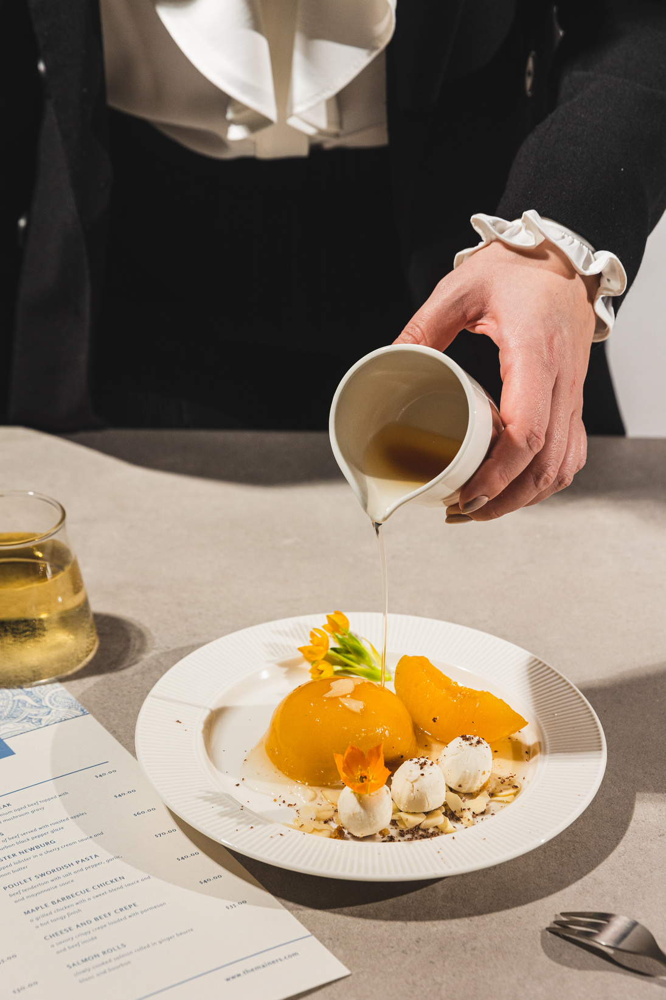 $40.00
EAK
mium aged beef topped with
d mushroom gravy
$40.00
S
of beef served with roasted apples
urbon black pepper glaze
$60.00
STER NEWBURG
pped lobster in a sherry cream sauce and
mon butter
$70.00
POULET SWORDISH PASTA
beef tenderloin with salt and pepper, garlic,
and mayonnaise sauce
$40.00
MAPLE BARBECUE CHICKEN
a grilled chicken with a sweet-blend sauce and
a hot tangy finish
$40.00
CHEESE AND BEEF CREPE
a savory crispy crepe loaded with parmesan
and beef inside
$35.00
SALMON ROLLS
slowly-cooked salmon rolled in ginger beurre
blanc and bourbon
5.00
$30.00
www.themainers.com